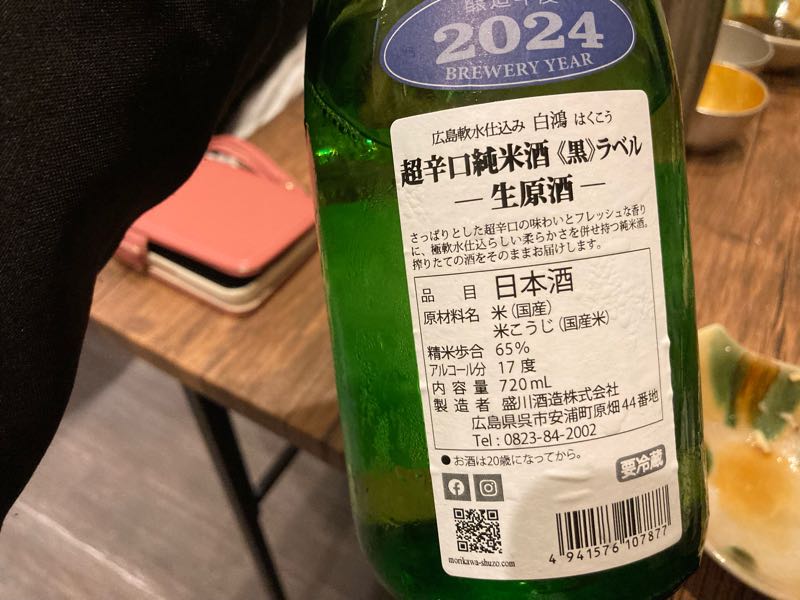 醸造年度
2024
BREWERY YEAR
広島軟水仕込み 白鴻 はくこう
超辛口純米酒《黒》ラベル
— 生原酒 —
さっぱりとした超辛口の味わいとフレッシュな香り
に、極軟水仕込らしい柔らかさを併せ持つ純米酒。
搾りたての酒をそのままお届けします。
品目 日本酒
原材料名 米（国産）
米こうじ（国産米）
精米歩合 65%
アルコール分 17 度
内容量 720mL
製造者 盛川酒造株式会社
広島県呉市安浦町原畑44番地
Tel : 0823-84-2002
●お酒は20歳になってから。
要冷蔵
morikawa-shuzo.com
4 941576 107877